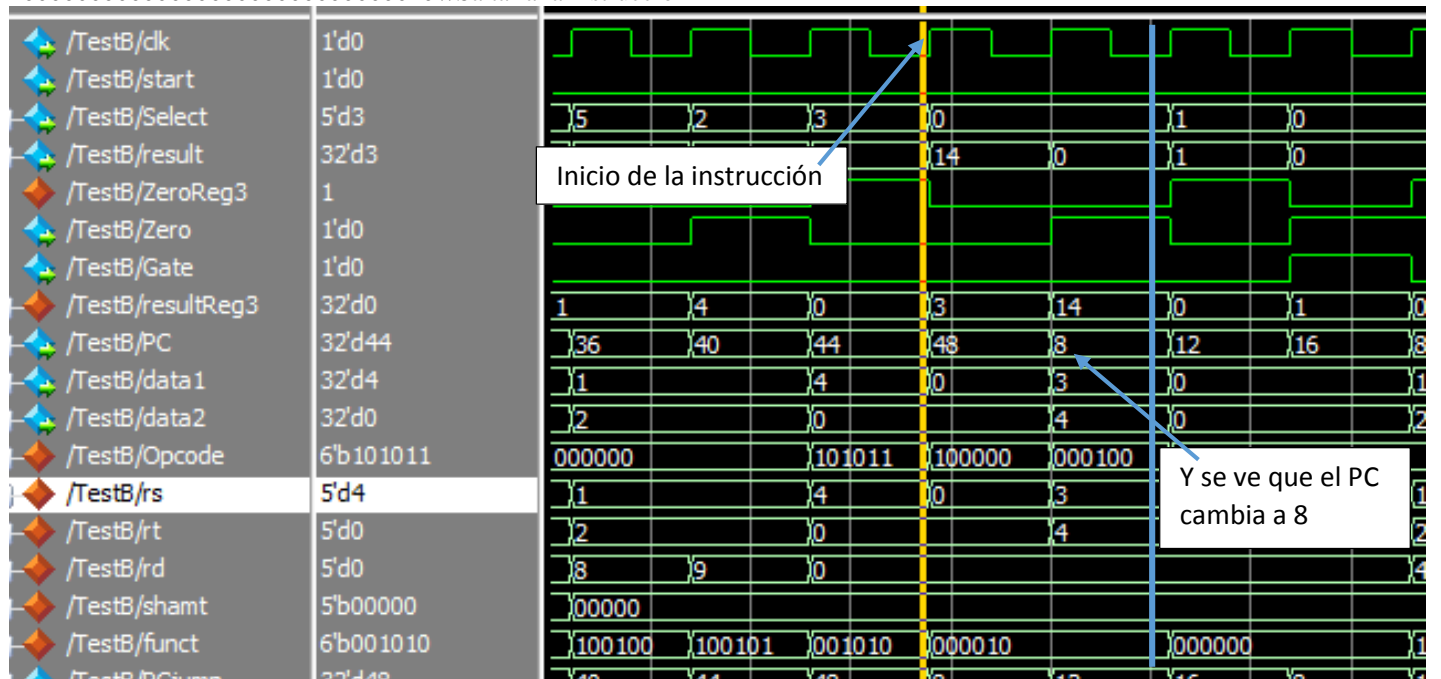 /TestB/clk 1'd0
/TestB/start 1'd0
/TestB/Select 5'd3 5 2 3 0 1 0
/TestB/result 32'd3 14 0 1 0
Inicio de la instrucción
/TestB/ZeroReg3 1
/TestB/Zero 1'd0
/TestB/Gate 1'd0
/TestB/resultReg3 32'd0 1 4 0 3 14 0 1 0
/TestB/PC 32'd44 36 40 44 48 8 12 16 8
/TestB/data1 32'd4 1 4 0 3 0 1
/TestB/data2 32'd0 2 0 4 0 2
/TestB/Opcode 6'b101011 000000 101011 100000 000100
Y se ve que el PC
cambia a 8
/TestB/rs 5'd4 1 4 0 3 1
/TestB/rt 5'd0 2 0 4 2
/TestB/rd 5'd0 8 9 0 4
/TestB/shamt 5'b00000 00000
/TestB/funct 6'b001010 100100 100101 001010 000010 000000 1